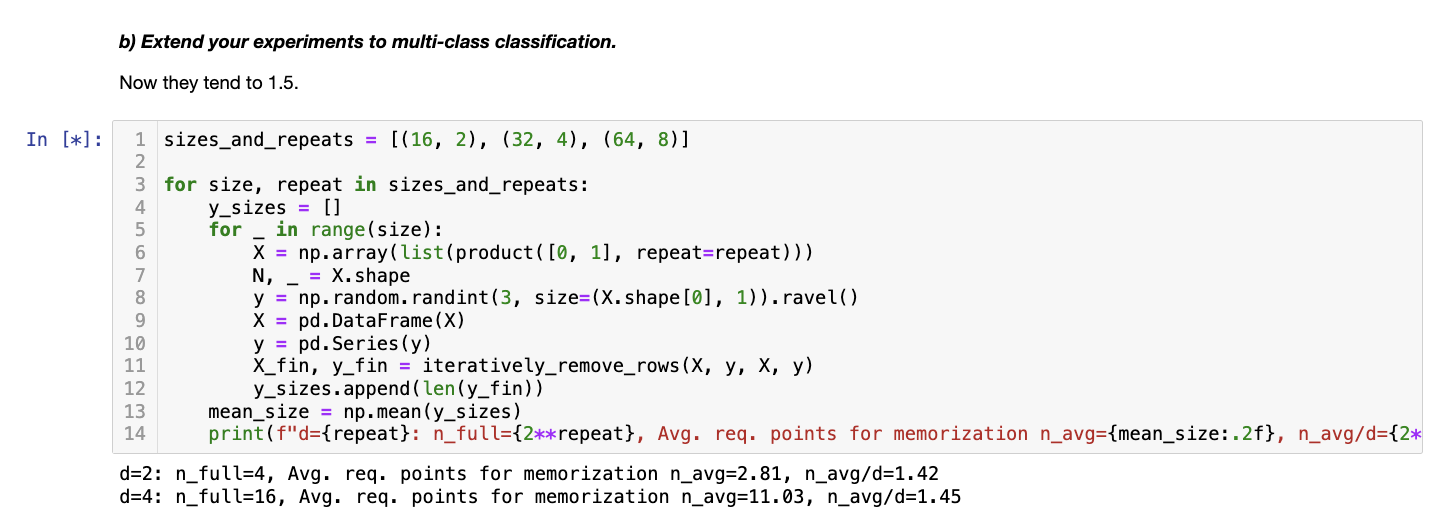 b) Extend your experiments to multi-class classification.
Now they tend to 1.5.
In [*]:
1 sizes_and_repeats = [(16, 2), (32, 4), (64, 8)]
2
3 for size, repeat in sizes_and_repeats:
4     y_sizes = []
5     for _ in range(size):
6         X = np.array(list(product([0, 1], repeat=repeat)))
7         N, _ = X.shape
8         y = np.random.randint(3, size=(X.shape[0], 1)).ravel()
9         X = pd.DataFrame(X)
10         y = pd.Series(y)
11         X_fin, y_fin = iteratively_remove_rows(X, y, X, y)
12         y_sizes.append(len(y_fin))
13     mean_size = np.mean(y_sizes)
14     print(f"d={repeat}: n_full={2**repeat}, Avg. req. points for memorization n_avg={mean_size:.2f}, n_avg/d={2*
d=2: n_full=4, Avg. req. points for memorization n_avg=2.81, n_avg/d=1.42
d=4: n_full=16, Avg. req. points for memorization n_avg=11.03, n_avg/d=1.45